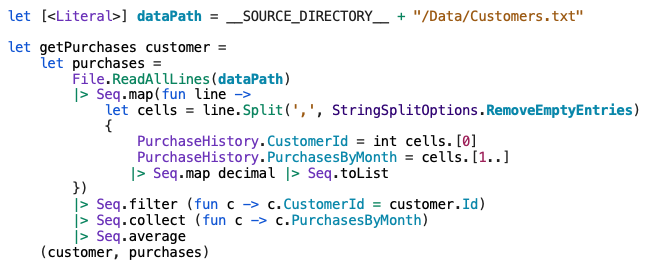 let [<Literal>] dataPath = __SOURCE_DIRECTORY__ + "/Data/Customers.txt"
let getPurchases customer =
    let purchases =
        File.ReadAllLines(dataPath)
        |> Seq.map(fun line ->
            let cells = line.Split(',', StringSplitOptions.RemoveEmptyEntries)
            {
                PurchaseHistory.CustomerId = int cells.[0]
                PurchaseHistory.PurchasesByMonth = cells.[1..]
               |> Seq.map decimal |> Seq.toList
        })
        |> Seq.filter (fun c -> c.CustomerId = customer.Id)
        |> Seq.collect (fun c -> c.PurchasesByMonth)
        |> Seq.average
    (customer, purchases)